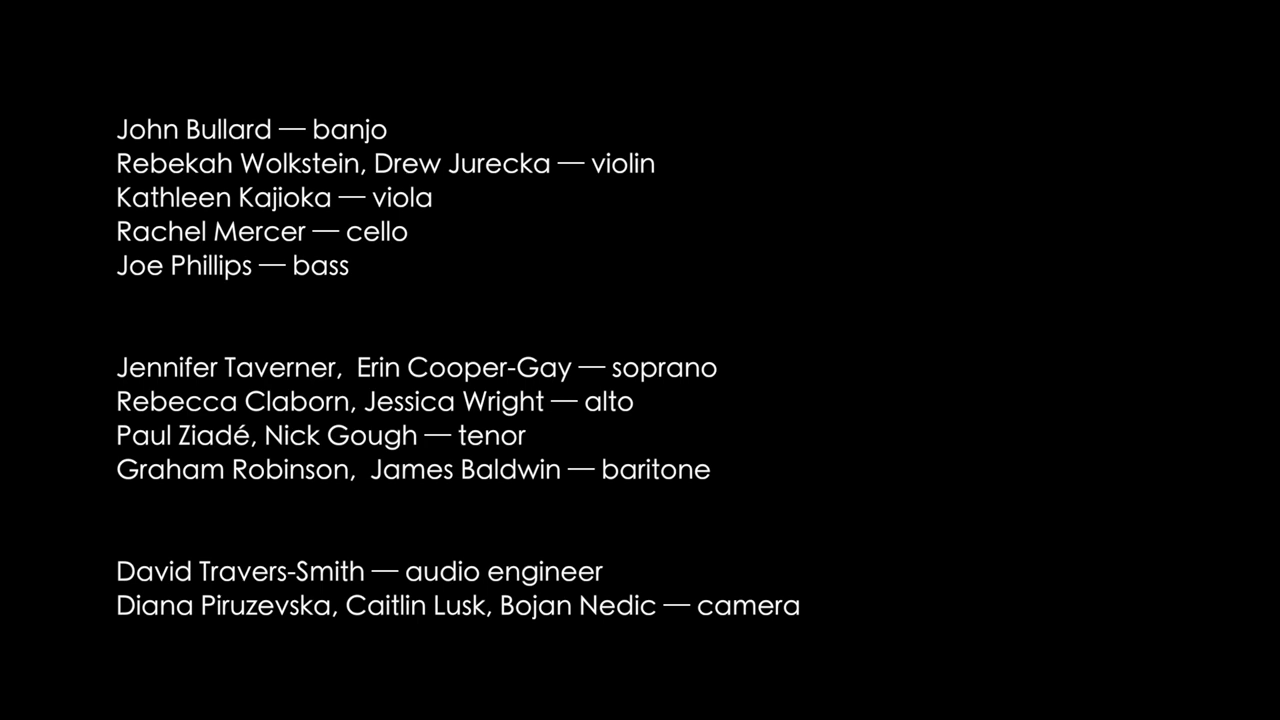 John Bullard — banjo
Rebekah Wolkstein, Drew Jurecka — violin
Kathleen Kajioka — viola
Rachel Mercer — cello
Joe Phillips — bass
Jennifer Taverner,  Erin Cooper-Gay — soprano
Rebecca Claborn, Jessica Wright — alto
Paul Ziadé, Nick Gough — tenor
Graham Robinson,  James Baldwin — baritone
David Travers-Smith — audio engineer
Diana Piruzevska, Caitlin Lusk, Bojan Nedic — camera